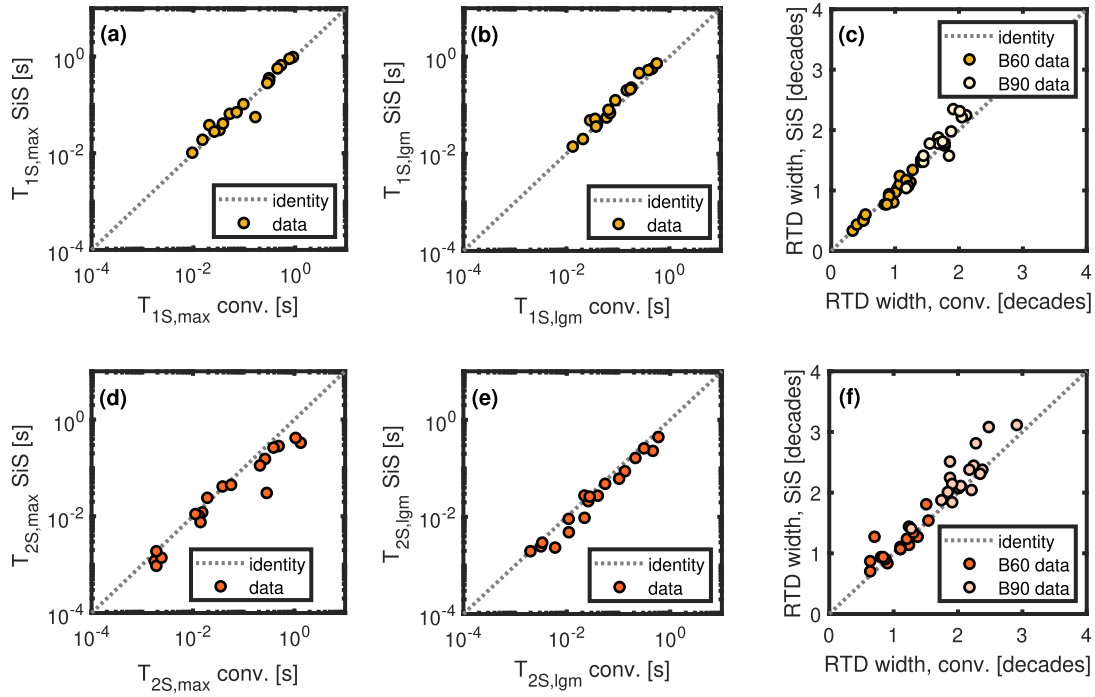 (a)
T1S,max SiS [s]
10^0
10^-2
10^-4
identity
data
10^-4 10^-2 10^0
T1S,max conv. [s]
(b)
T1S,lgm SiS [s]
10^0
10^-2
10^-4
identity
data
10^-4 10^-2 10^0
T1S,lgm conv. [s]
(c)
RTD width, SiS [decades]
4
3
2
1
0
identity
B60 data
B90 data
0 1 2 3 4
RTD width, conv. [decades]
(d)
T2S,max SiS [s]
10^0
10^-2
10^-4
identity
data
10^-4 10^-2 10^0
T2S,max conv. [s]
(e)
T2S,lgm SiS [s]
10^0
10^-2
10^-4
identity
data
10^-4 10^-2 10^0
T2S,lgm conv. [s]
(f)
RTD width, SiS [decades]
4
3
2
1
0
identity
B60 data
B90 data
0 1 2 3 4
RTD width, conv. [decades]